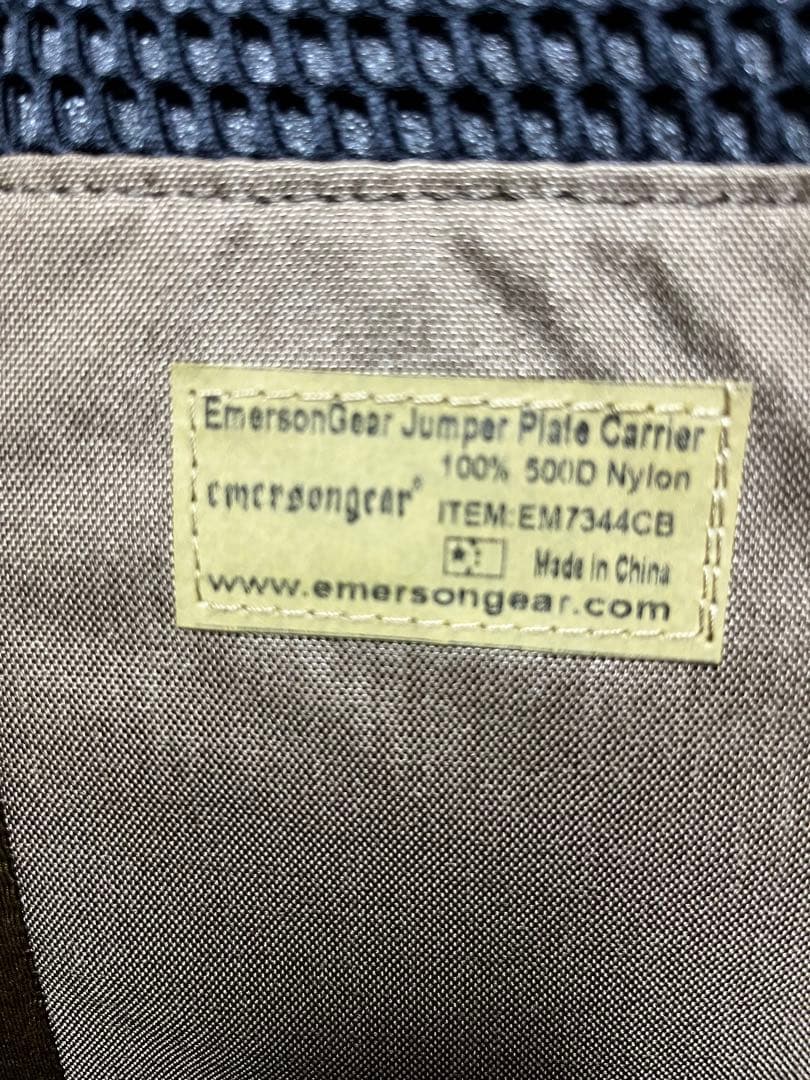 EmersonGear Jumper Plate Carrier
100% 500D Nylon
emersongear®
ITEM:EM7344CB
Made in China
www.emersongear.com